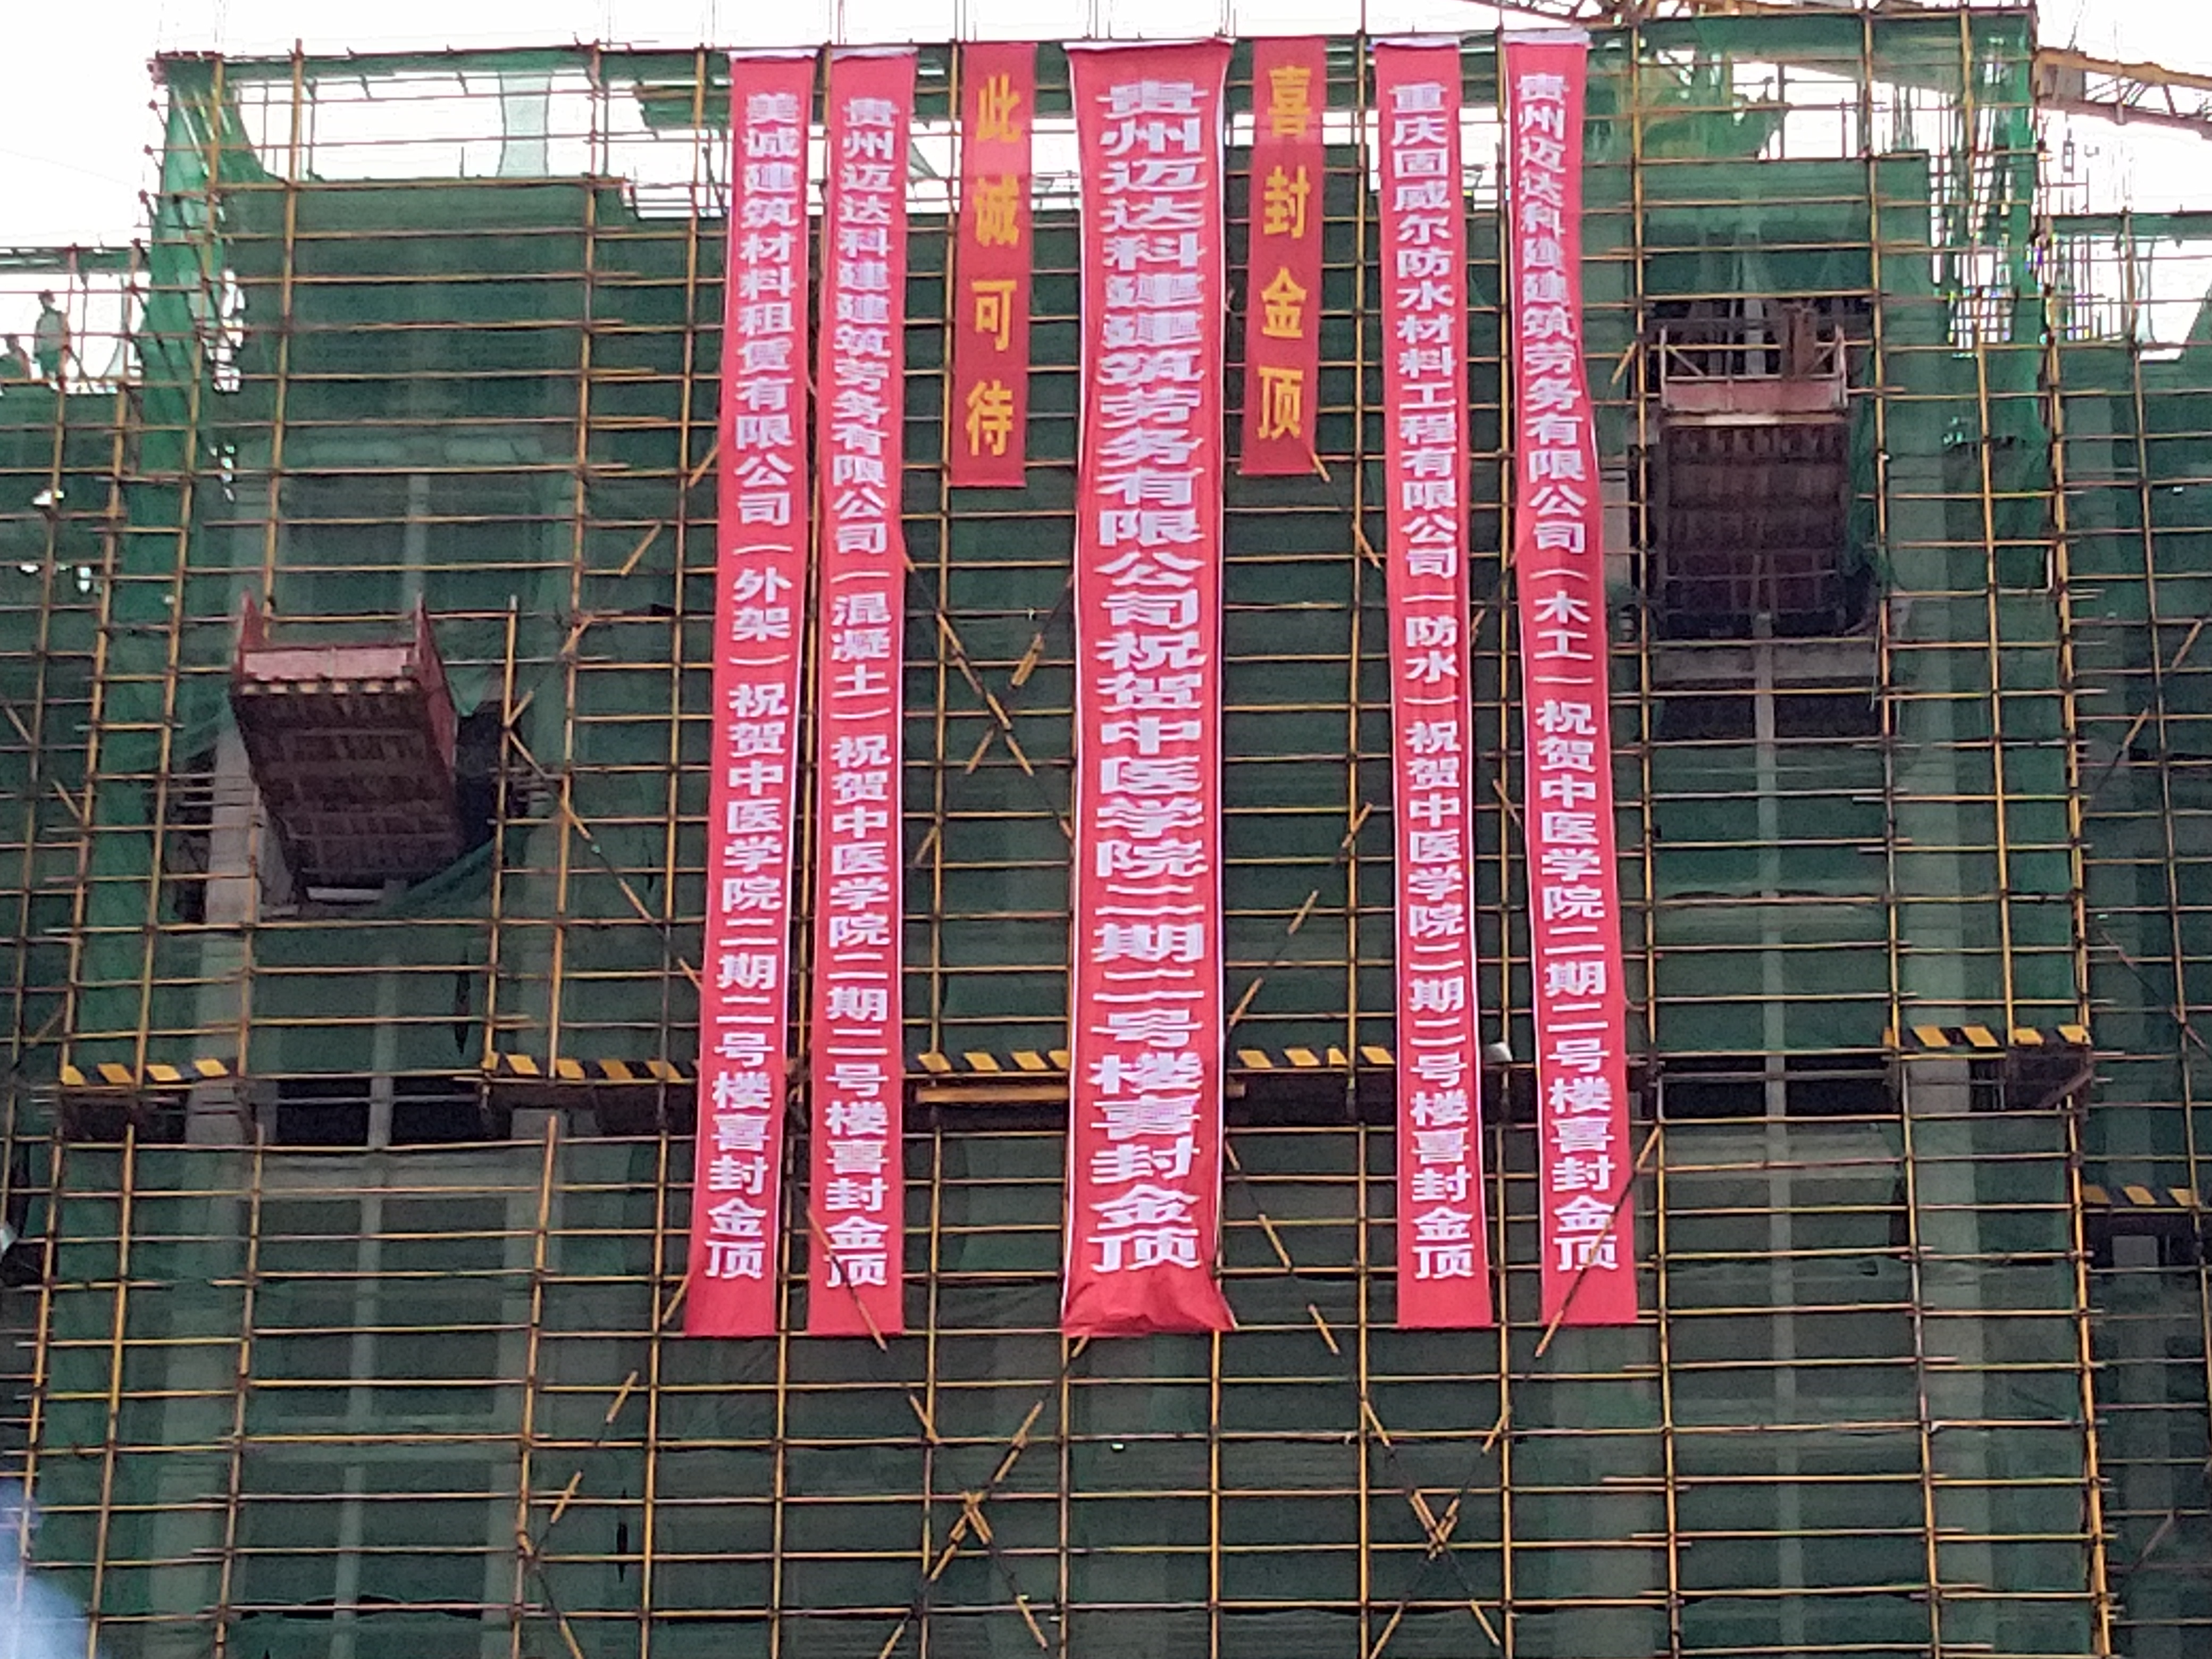 美诚建筑材料租赁有限公司（外架）祝贺中医学院二期二号楼喜封金顶
贵州迈达科建建筑劳务有限公司（混凝土）祝贺中医学院二期二号楼喜封金顶
此诚可待
贵州迈达科建建筑劳务有限公司祝贺中医学院二期二号楼喜封金顶
喜封金顶
重庆固威尔防水材料工程有限公司（防水）祝贺中医学院二期二号楼喜封金顶
贵州迈达科建建筑劳务有限公司（木工）祝贺中医学院二期二号楼喜封金顶